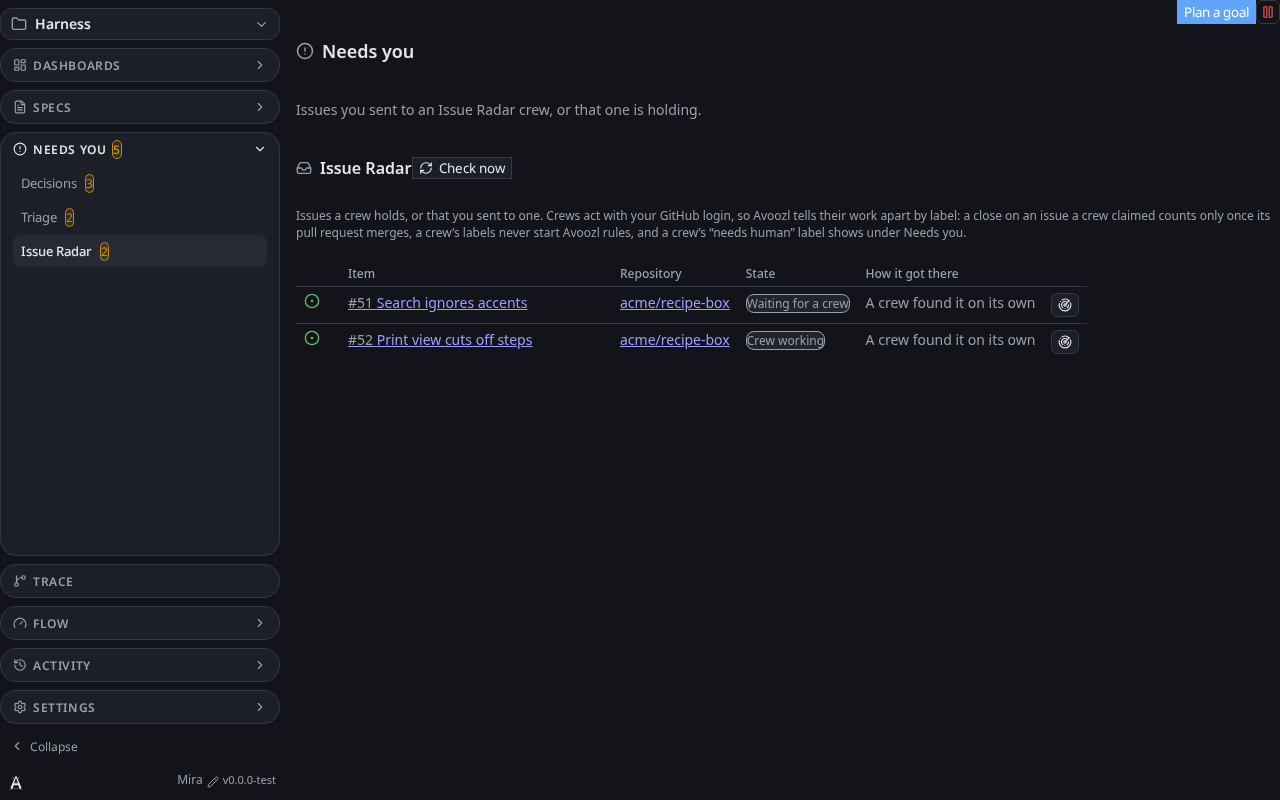 Harness
Plan a goal
DASHBOARDS
SPECS
NEEDS YOU 5
Decisions 3
Triage 2
Issue Radar 2
TRACE
FLOW
ACTIVITY
SETTINGS
Collapse
Mira v0.0.0-test
Needs you
Issues you sent to an Issue Radar crew, or that one is holding.
Issue Radar Check now
Issues a crew holds, or that you sent to one. Crews act with your GitHub login, so Avoozl tells their work apart by label: a close on an issue a crew claimed counts only once its
pull request merges, a crew’s labels never start Avoozl rules, and a crew’s “needs human” label shows under Needs you.
Item Repository State How it got there
#51 Search ignores accents acme/recipe-box Waiting for a crew A crew found it on its own
#52 Print view cuts off steps acme/recipe-box Crew working A crew found it on its own